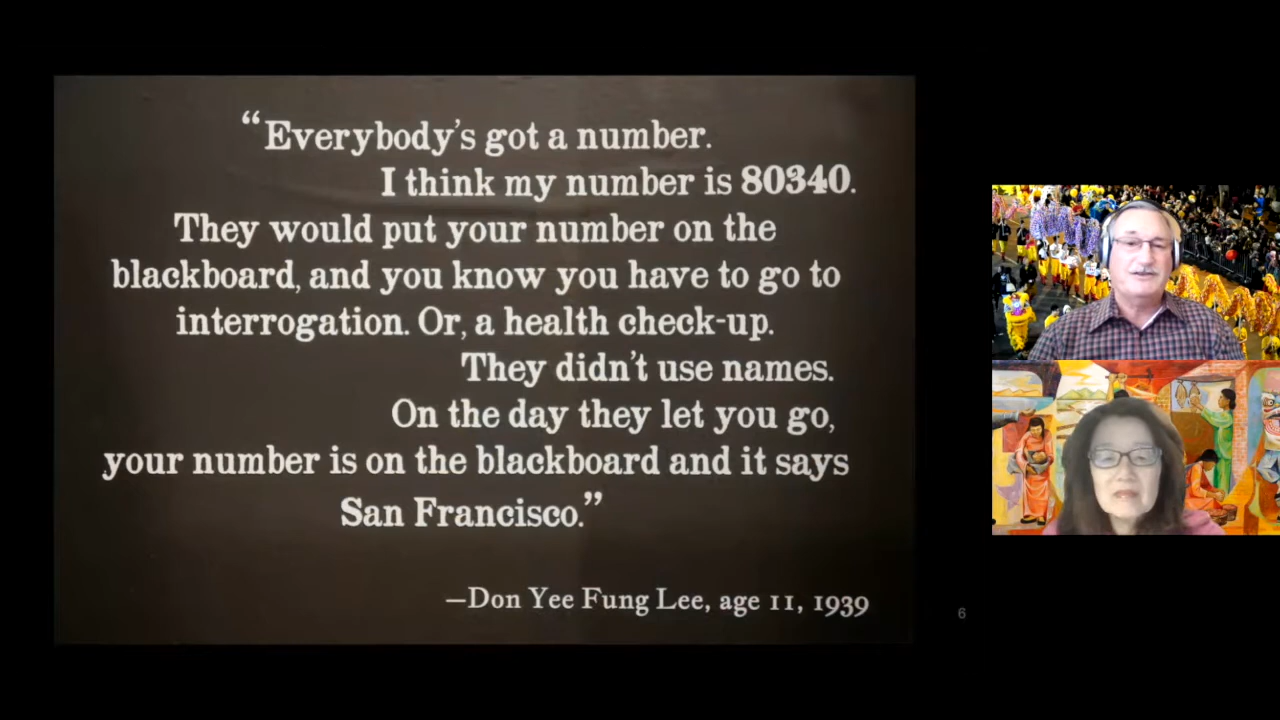 “Everybody’s got a number.
I think my number is 80340.
They would put your number on the
blackboard, and you know you have to go to
interrogation. Or, a health check-up.
They didn’t use names.
On the day they let you go,
your number is on the blackboard and it says
San Francisco.”
—Don Yee Fung Lee, age 11, 1939
6